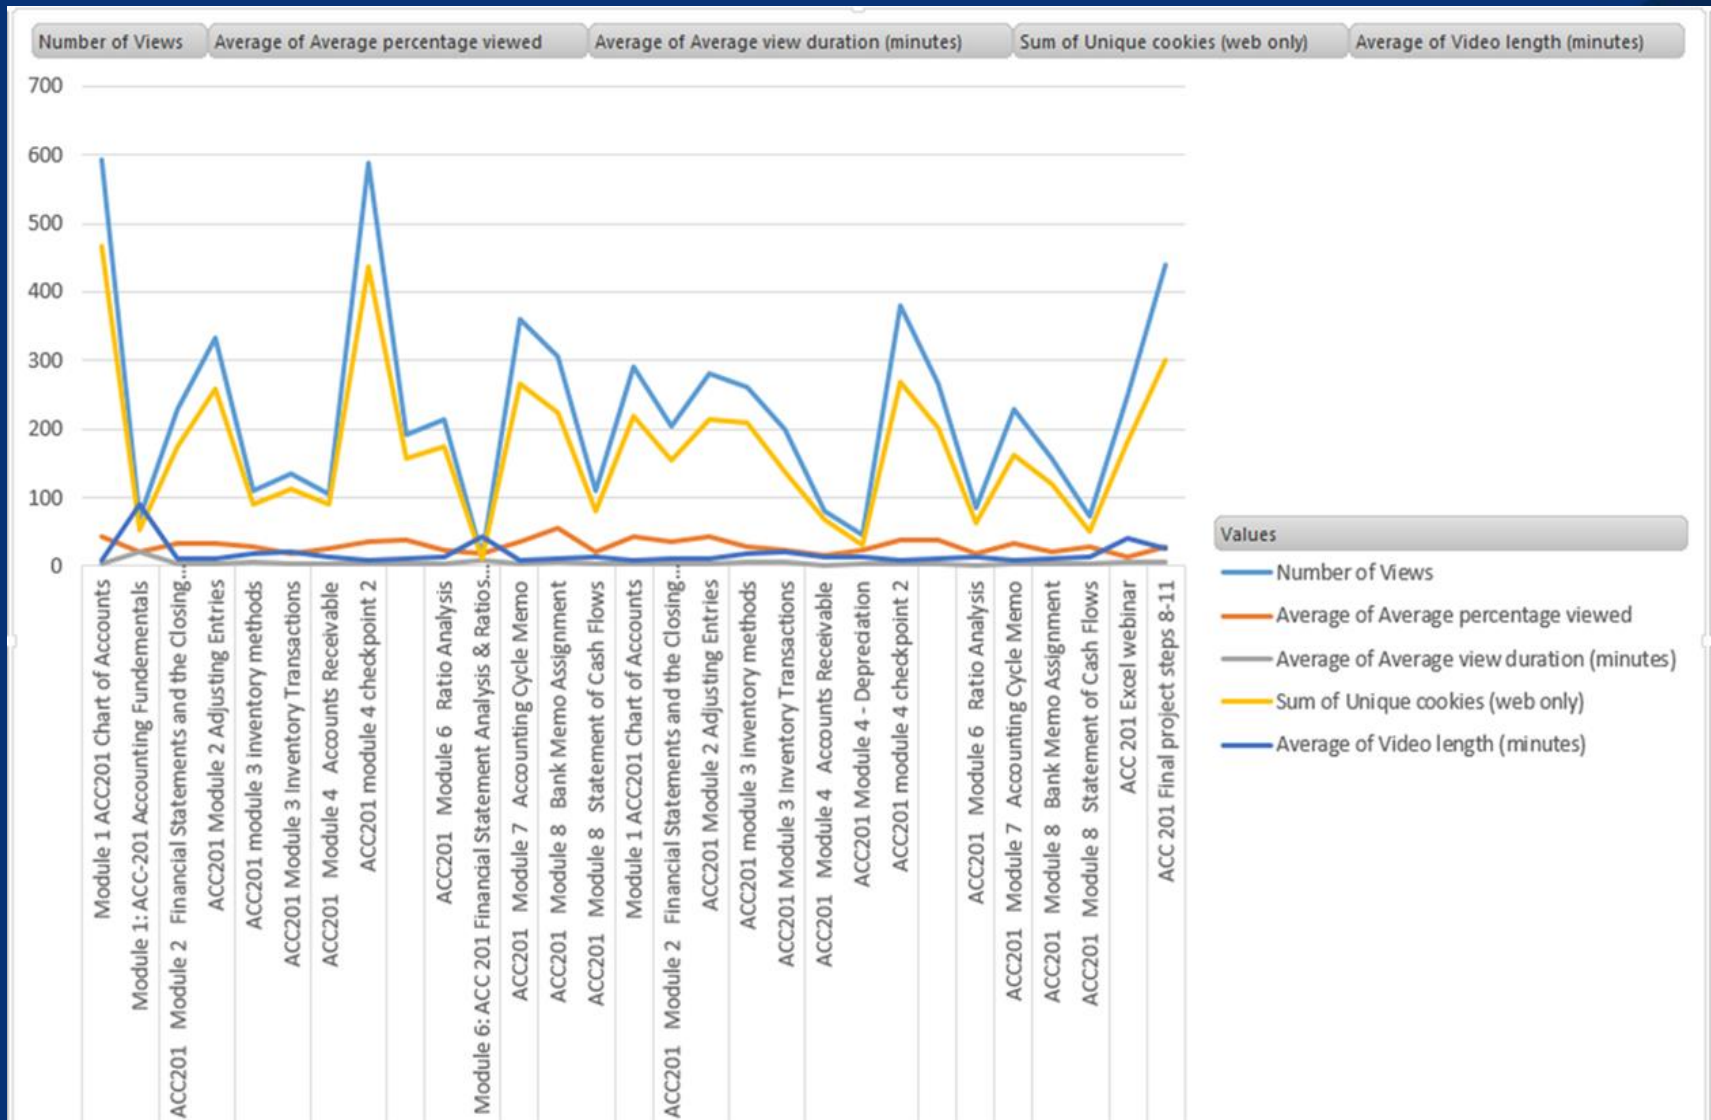 Number of Views
Average of Average percentage viewed
Average of Average view duration (minutes)
Sum of Unique cookies (web only)
Average of Video length (minutes)
700
600
500
400
300
200
100
0
Module 1 ACC201 Chart of Accounts
Module 1: ACC-201 Accounting Fundementals
ACC201 Module 2 Financial Statements and the Closing...
ACC201 Module 2 Adjusting Entries
ACC201 module 3 inventory methods
ACC201 Module 3 Inventory Transactions
ACC201 Module 4 Accounts Receivable
ACC201 module 4 checkpoint 2
ACC201 Module 6 Ratio Analysis
Module 6: ACC 201 Financial Statement Analysis & Ratios...
ACC201 Module 7 Accounting Cycle Memo
ACC201 Module 8 Bank Memo Assignment
ACC201 Module 8 Statement of Cash Flows
Module 1 ACC201 Chart of Accounts
ACC201 Module 2 Financial Statements and the Closing...
ACC201 Module 2 Adjusting Entries
ACC201 module 3 inventory methods
ACC201 Module 3 Inventory Transactions
ACC201 Module 4 Accounts Receivable
ACC201 Module 4 - Depreciation
ACC201 module 4 checkpoint 2
ACC201 Module 6 Ratio Analysis
ACC201 Module 7 Accounting Cycle Memo
ACC201 Module 8 Bank Memo Assignment
ACC201 Module 8 Statement of Cash Flows
ACC 201 Excel webinar
ACC 201 Final project steps 8-11
Values
Number of Views
Average of Average percentage viewed
Average of Average view duration (minutes)
Sum of Unique cookies (web only)
Average of Video length (minutes)